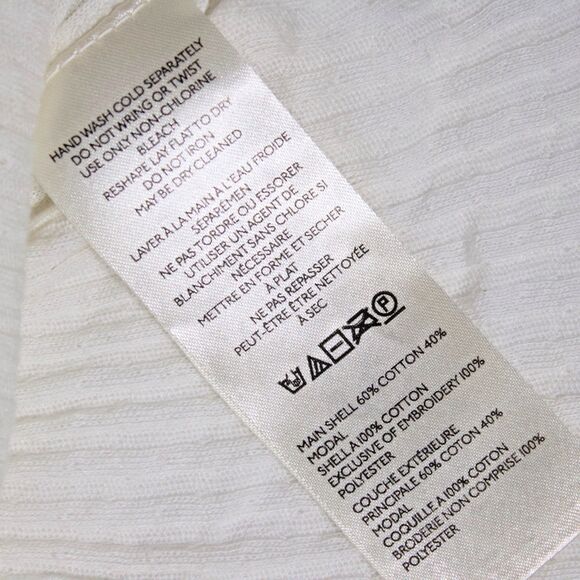 HAND WASH COLD SEPARATELY
DO NOT WRING OR TWIST
USE ONLY NON-CHLORINE
BLEACH
RESHAPE LAY FLAT TO DRY
DO NOT IRON
MAY BE DRY CLEANED
LAVER À LA MAIN À L'EAU FROIDE
SÉPARÉMEN
NE PAS TORDRE OU ESSORER
UTILISER UN AGENT DE
BLANCHIMENT SANS CHLORE SI
NÉCESSAIRE
METTRE EN FORME ET SÉCHER
À PLAT
NE PAS REPASSER
PEUT-ÊTRE ÊTRE NETTOYÉE
À SEC
P
MAIN SHELL 60% COTTON 40%
MODAL
SHELL A 100% COTTON
EXCLUSIVE OF EMBROIDERY 100%
POLYESTER
COUCHE EXTÉRIEURE
PRINCIPALE 60% COTON 40%
MODAL
COQUILLE A 100% COTON
BRODERIE NON COMPRISE 100%
POLYESTER